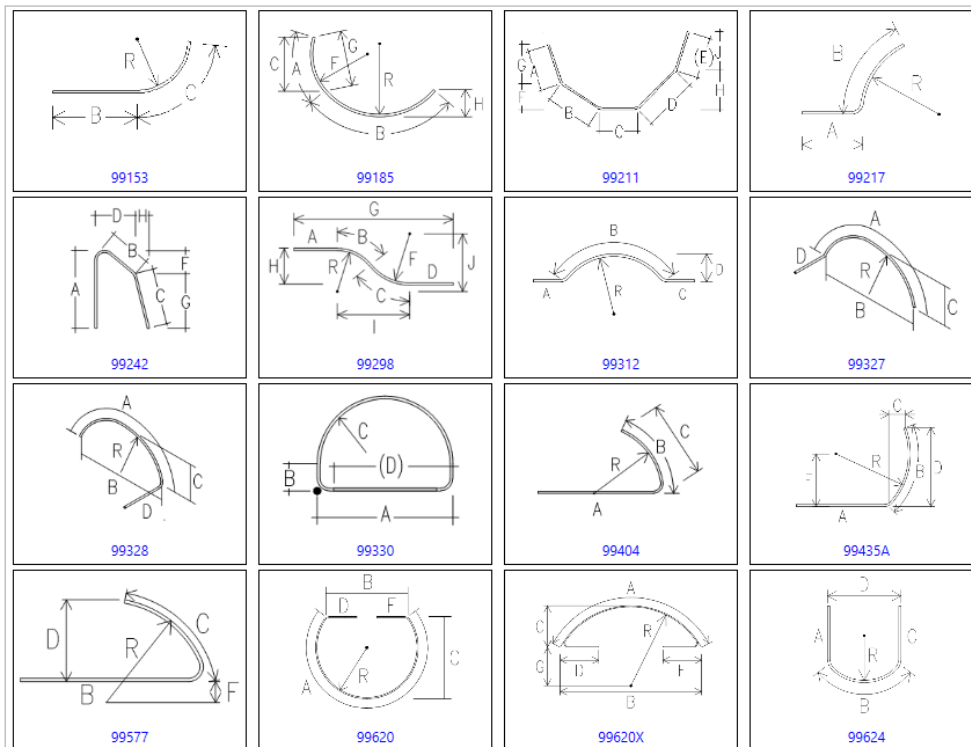 R
B
C
99153
G
C A F
R
H
B
99185
G A
F
B
C
D
(E)
J
H
99211
B
R
A
99217
D H
B
F
A
C
G
99242
G
A B
H R F J
D
C
I
99298
B
D
A R C
99312
A
D
R
B
C
99327
A
R
B
C
D
99328
C
B (D)
A
99330
C
B
R
A
99404
C
R
F B D
A
99435A
C
D R
B
F
99577
B
D F
C
R
A
99620
A
C
R
G
D F
B
99620X
D
A C
R
B
99624